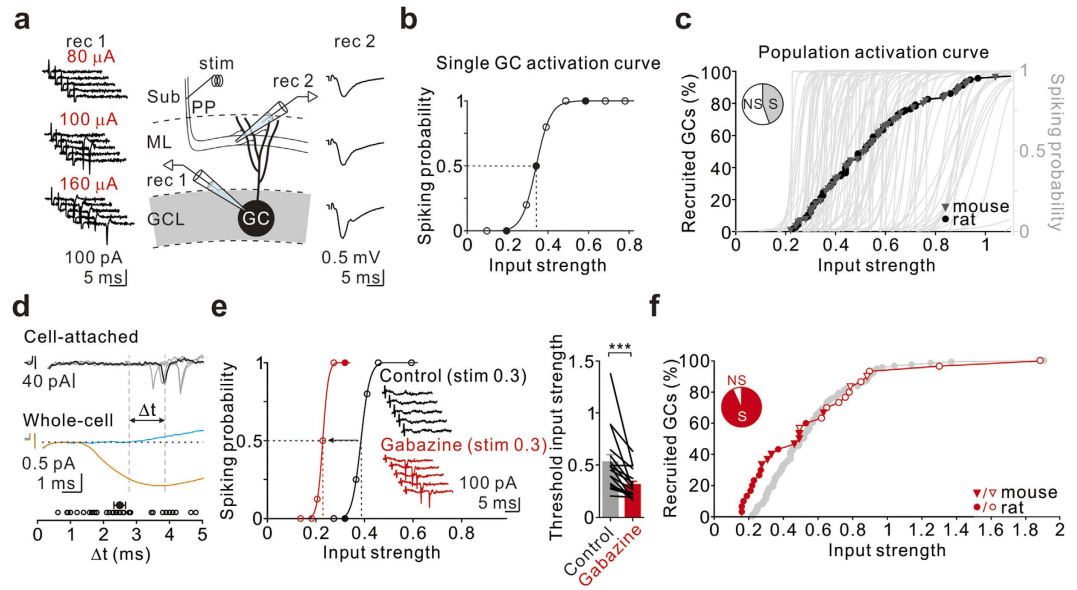 a
rec 1
80 µA
100 µA
160 µA
100 pA
5 ms
stim
rec 2
Sub
PP
ML
rec 1
GCL
GC
rec 2
0.5 mV
5 ms
b
Single GC activation curve
Spiking probability
1
0.5
0
0 0.2 0.4 0.6 0.8
Input strength
c
Population activation curve
Recruited GCs (%)
100
80
60
40
20
0
NS
S
mouse
rat
1
0.5
0
Spiking probability
0 0.2 0.4 0.6 0.8 1
Input strength
d
Cell-attached
40 pA
Δt
Whole-cell
0.5 pA
1 ms
0 1 2 3 4 5
Δt (ms)
e
Spiking probability
1
0.5
0
Control (stim 0.3)
Gabazine (stim 0.3)
100 pA
5 ms
0 0.2 0.4 0.6 0.8
Input strength
Threshold input strength
1.5
1
0.5
0
***
Control
Gabazine
f
Recruited GCs (%)
100
80
60
40
20
0
NS
S
/ mouse
/ rat
0 0.2 0.4 0.6 0.8 1 1.2 1.4 1.6 1.8 2
Input strength